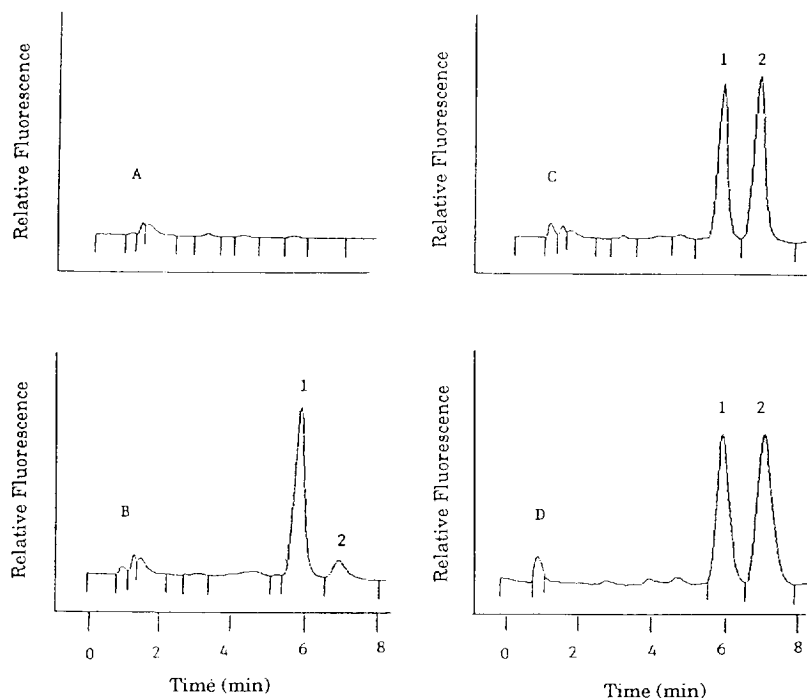 Relative Fluorescence
A
Relative Fluorescence
C
1 2
Relative Fluorescence
B
1
2
0 2 4 6 8
Time (min)
Relative Fluorescence
D
1 2
0 2 4 6 8
Time (min)